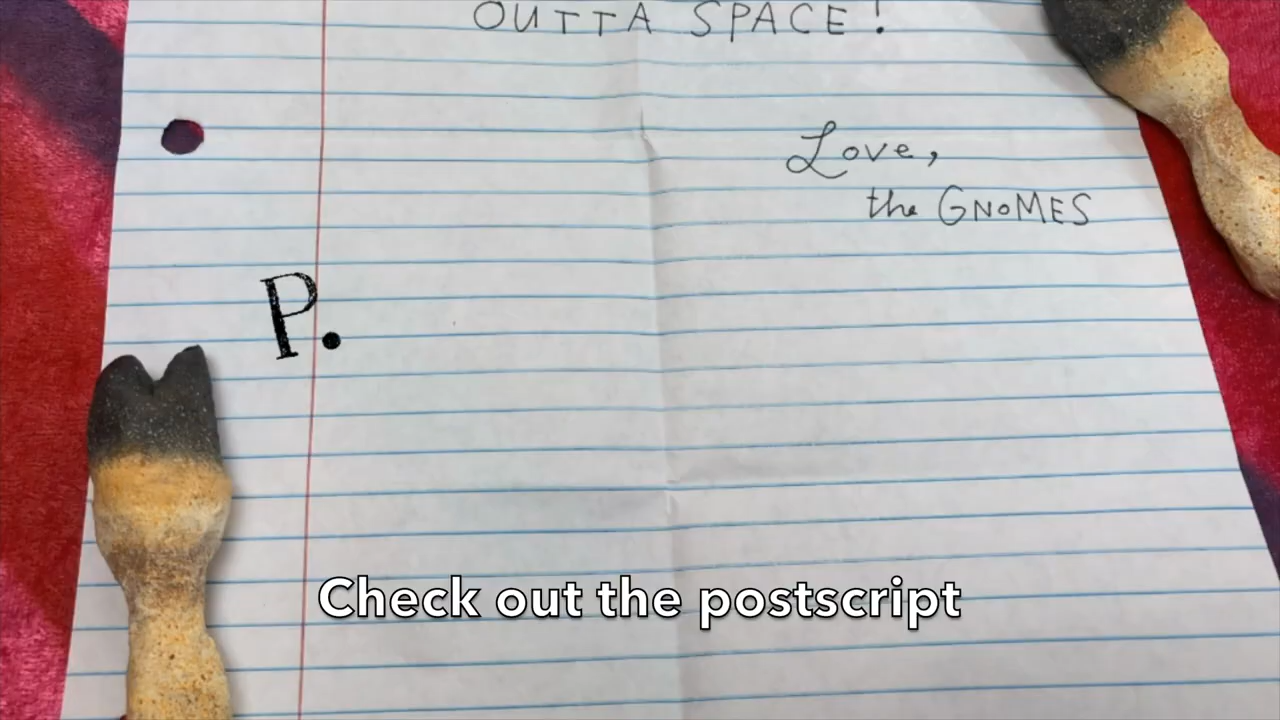 OUTTA SPACE!
Love,
the GNOMES
P.
Check out the postscript